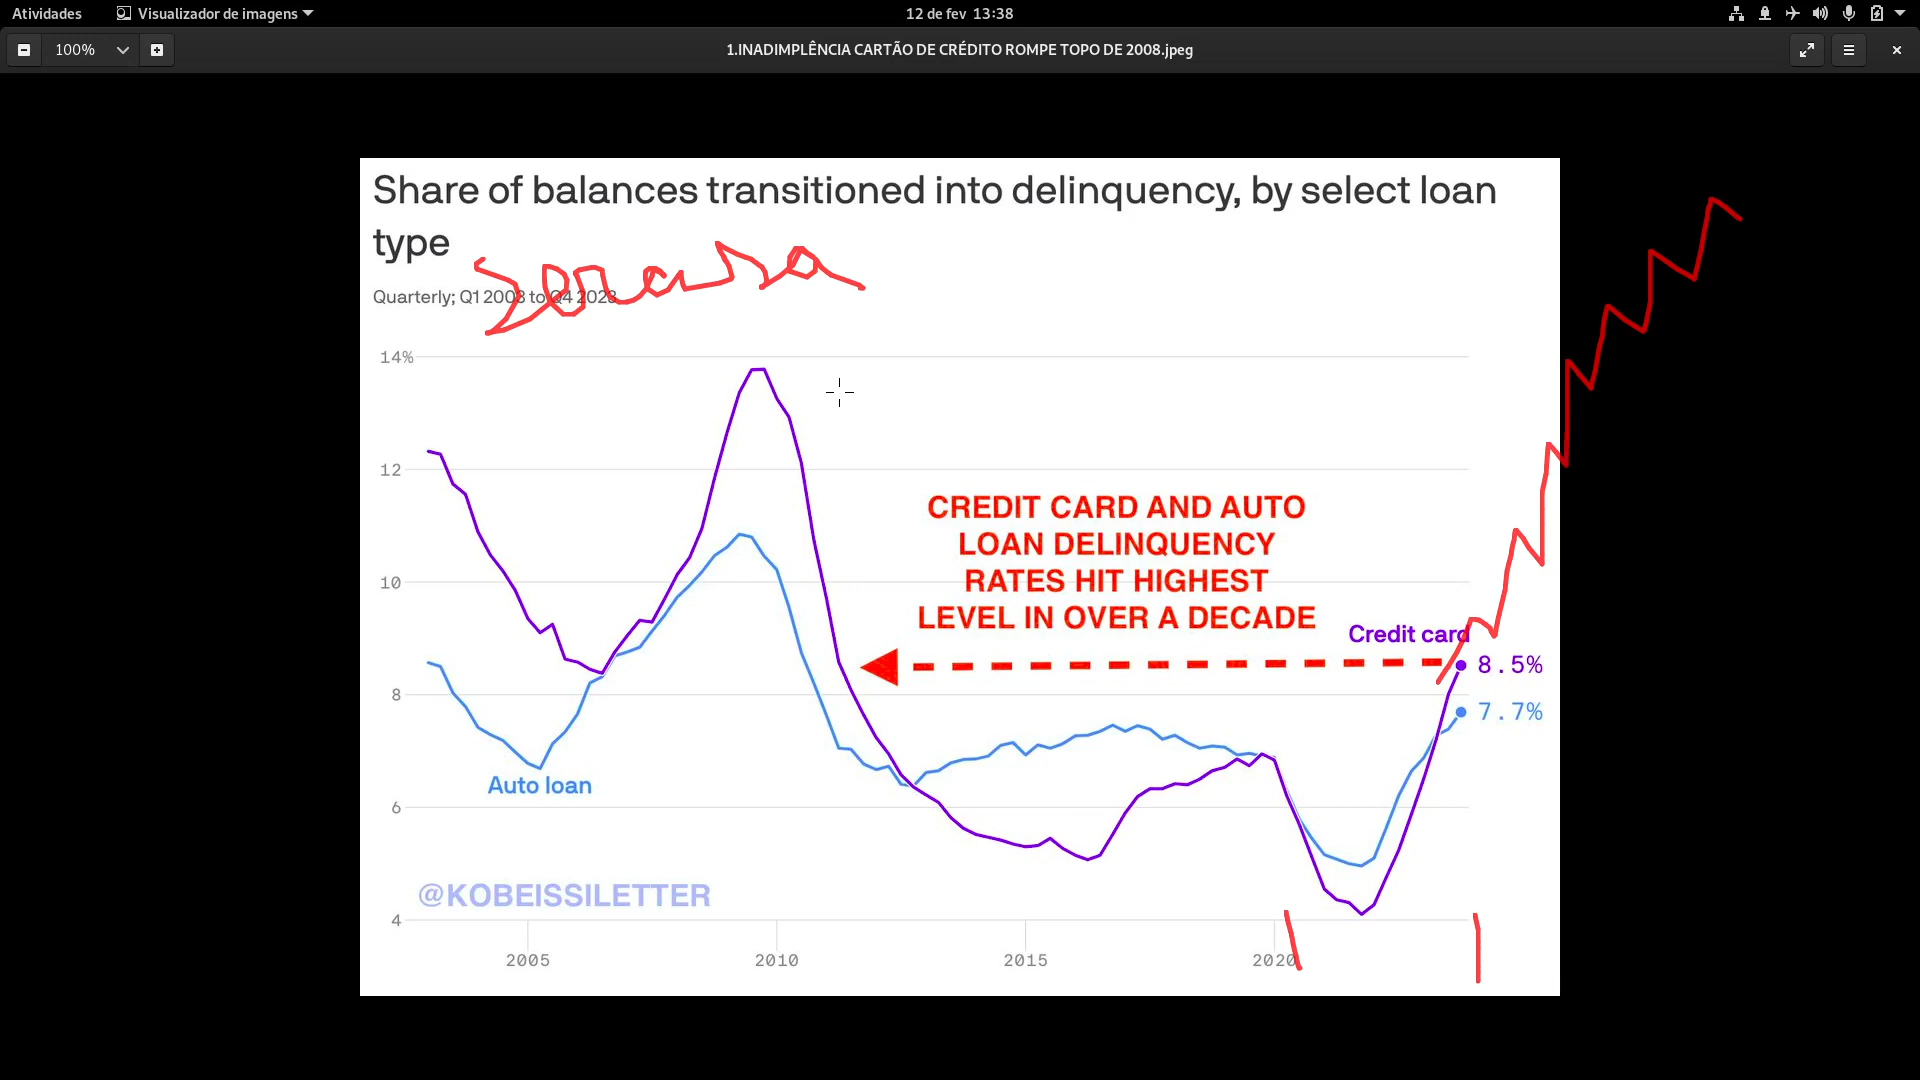 Atividades Visualizador de imagens 12 de fev 13:38
100% 1.INADIMPLÊNCIA CARTÃO DE CRÉDITO ROMPE TOPO DE 2008.jpeg
Share of balances transitioned into delinquency, by select loan
type
Quarterly; Q1 2003 to Q4 2023
14%
12
CREDIT CARD AND AUTO
LOAN DELINQUENCY
RATES HIT HIGHEST
LEVEL IN OVER A DECADE
10
Credit card
8.5%
8
7.7%
Auto loan
6
@KOBEISSILETTER
4
2005 2010 2015 2020